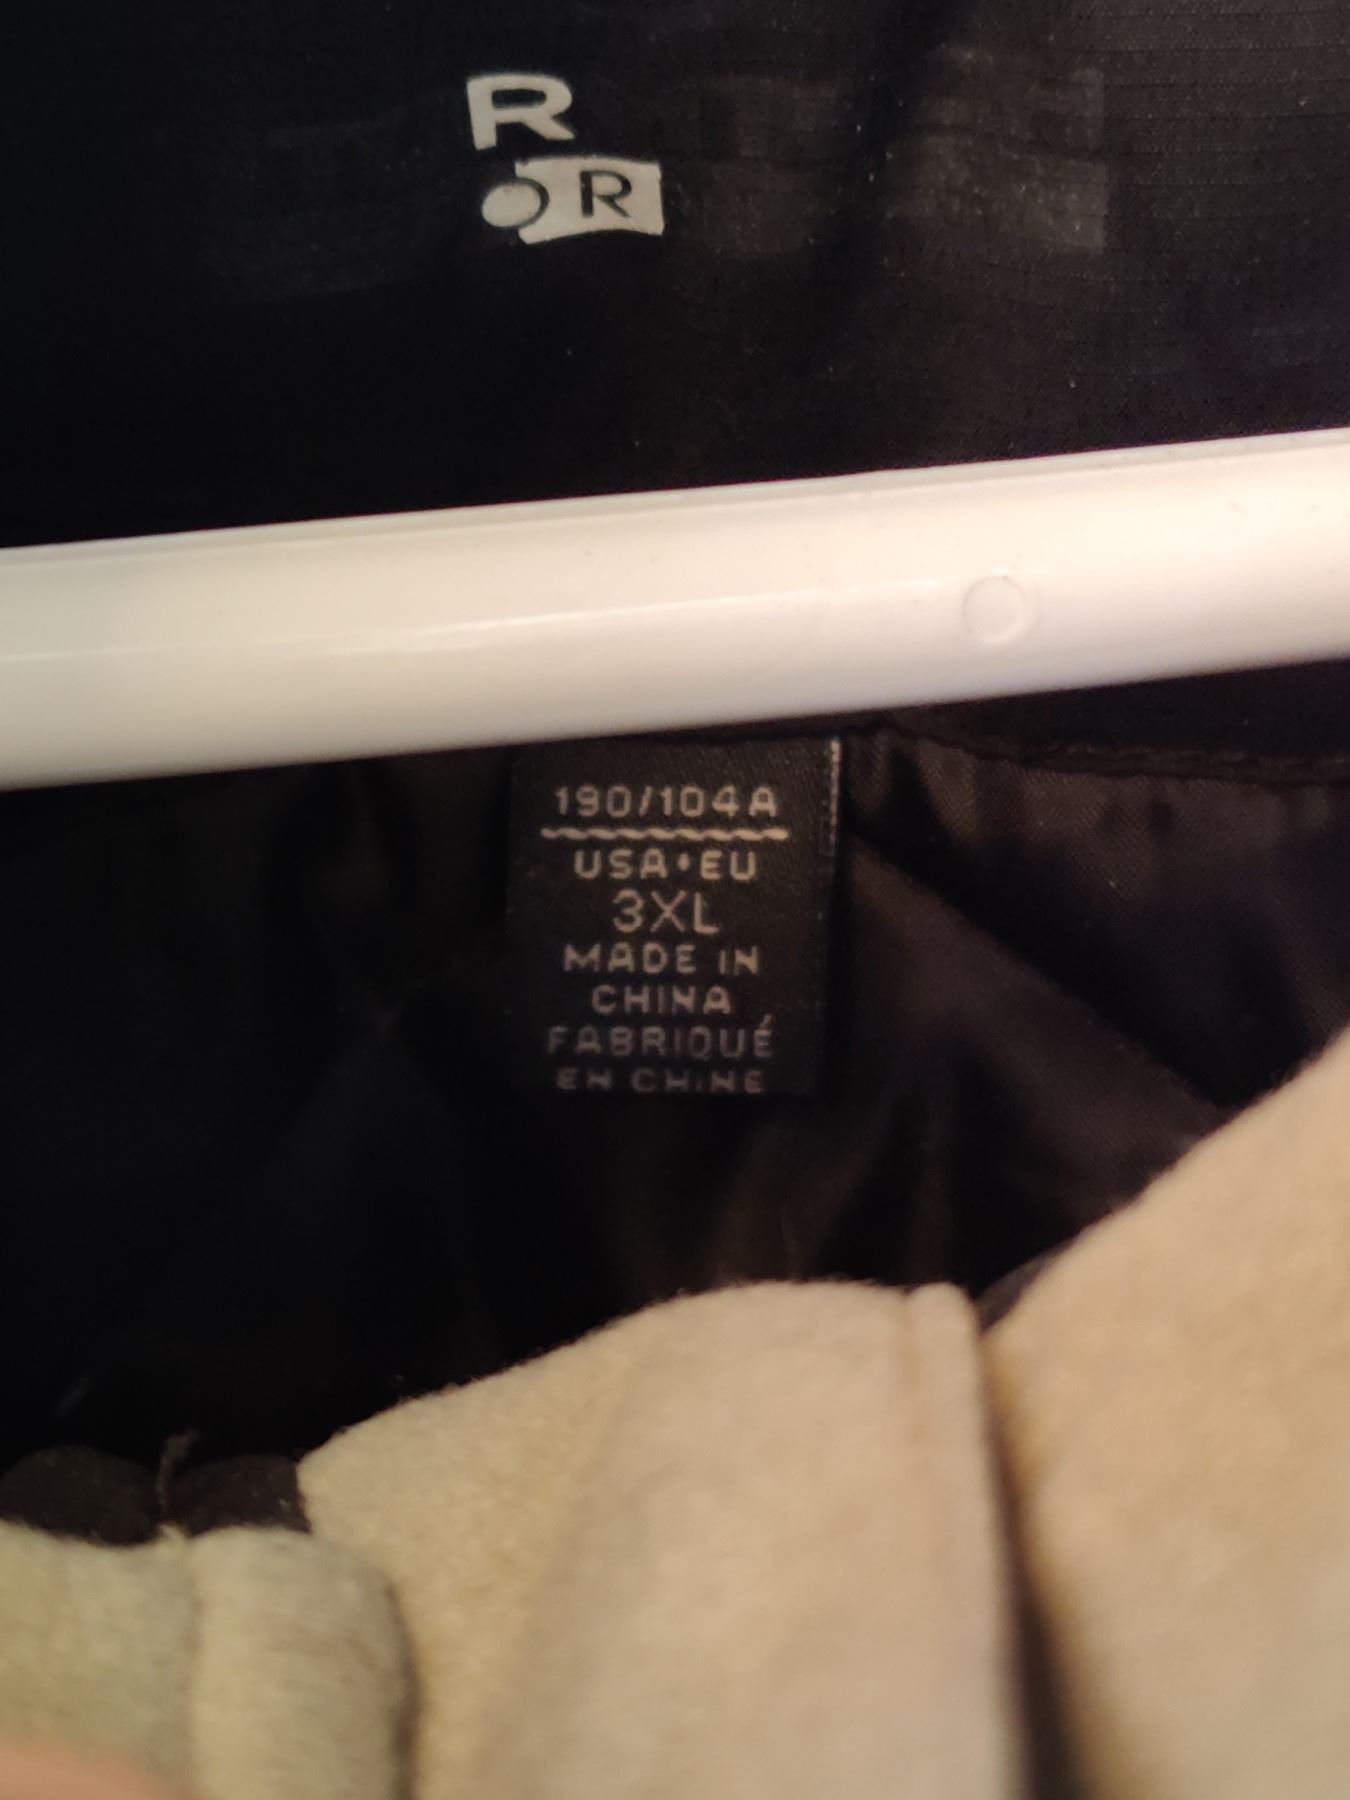 R
R
190/104A
USA•EU
3XL
MADE IN
CHINA
FABRIQUÉ
EN CHINE